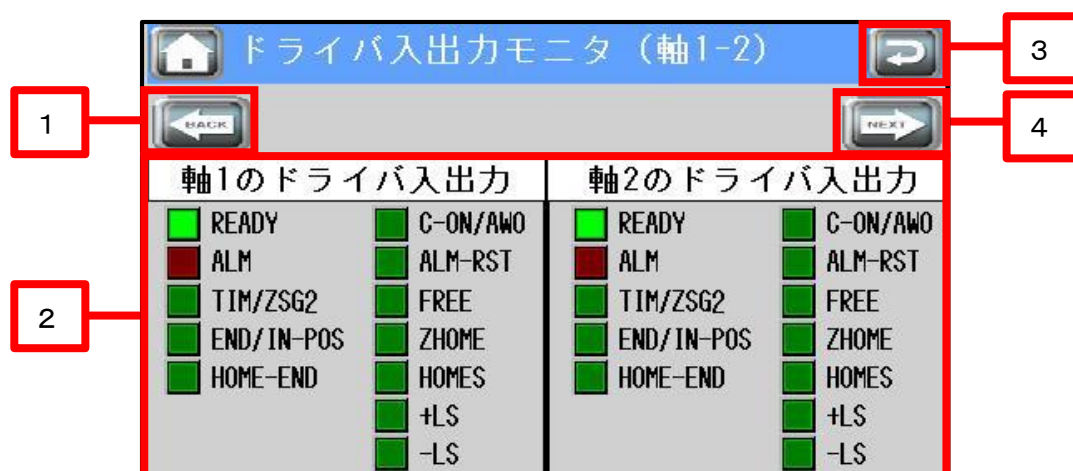 ドライバ入出力モニタ (軸1-2)
3
1
BACK
NEXT
4
軸1のドライバ入出力
軸2のドライバ入出力
READY
C-ON/AWO
READY
C-ON/AWO
ALM
ALM-RST
ALM
ALM-RST
2
TIM/ZSG2
FREE
TIM/ZSG2
FREE
END/IN-POS
ZHOME
END/IN-POS
ZHOME
HOME-END
HOMES
HOME-END
HOMES
+LS
+LS
-LS
-LS